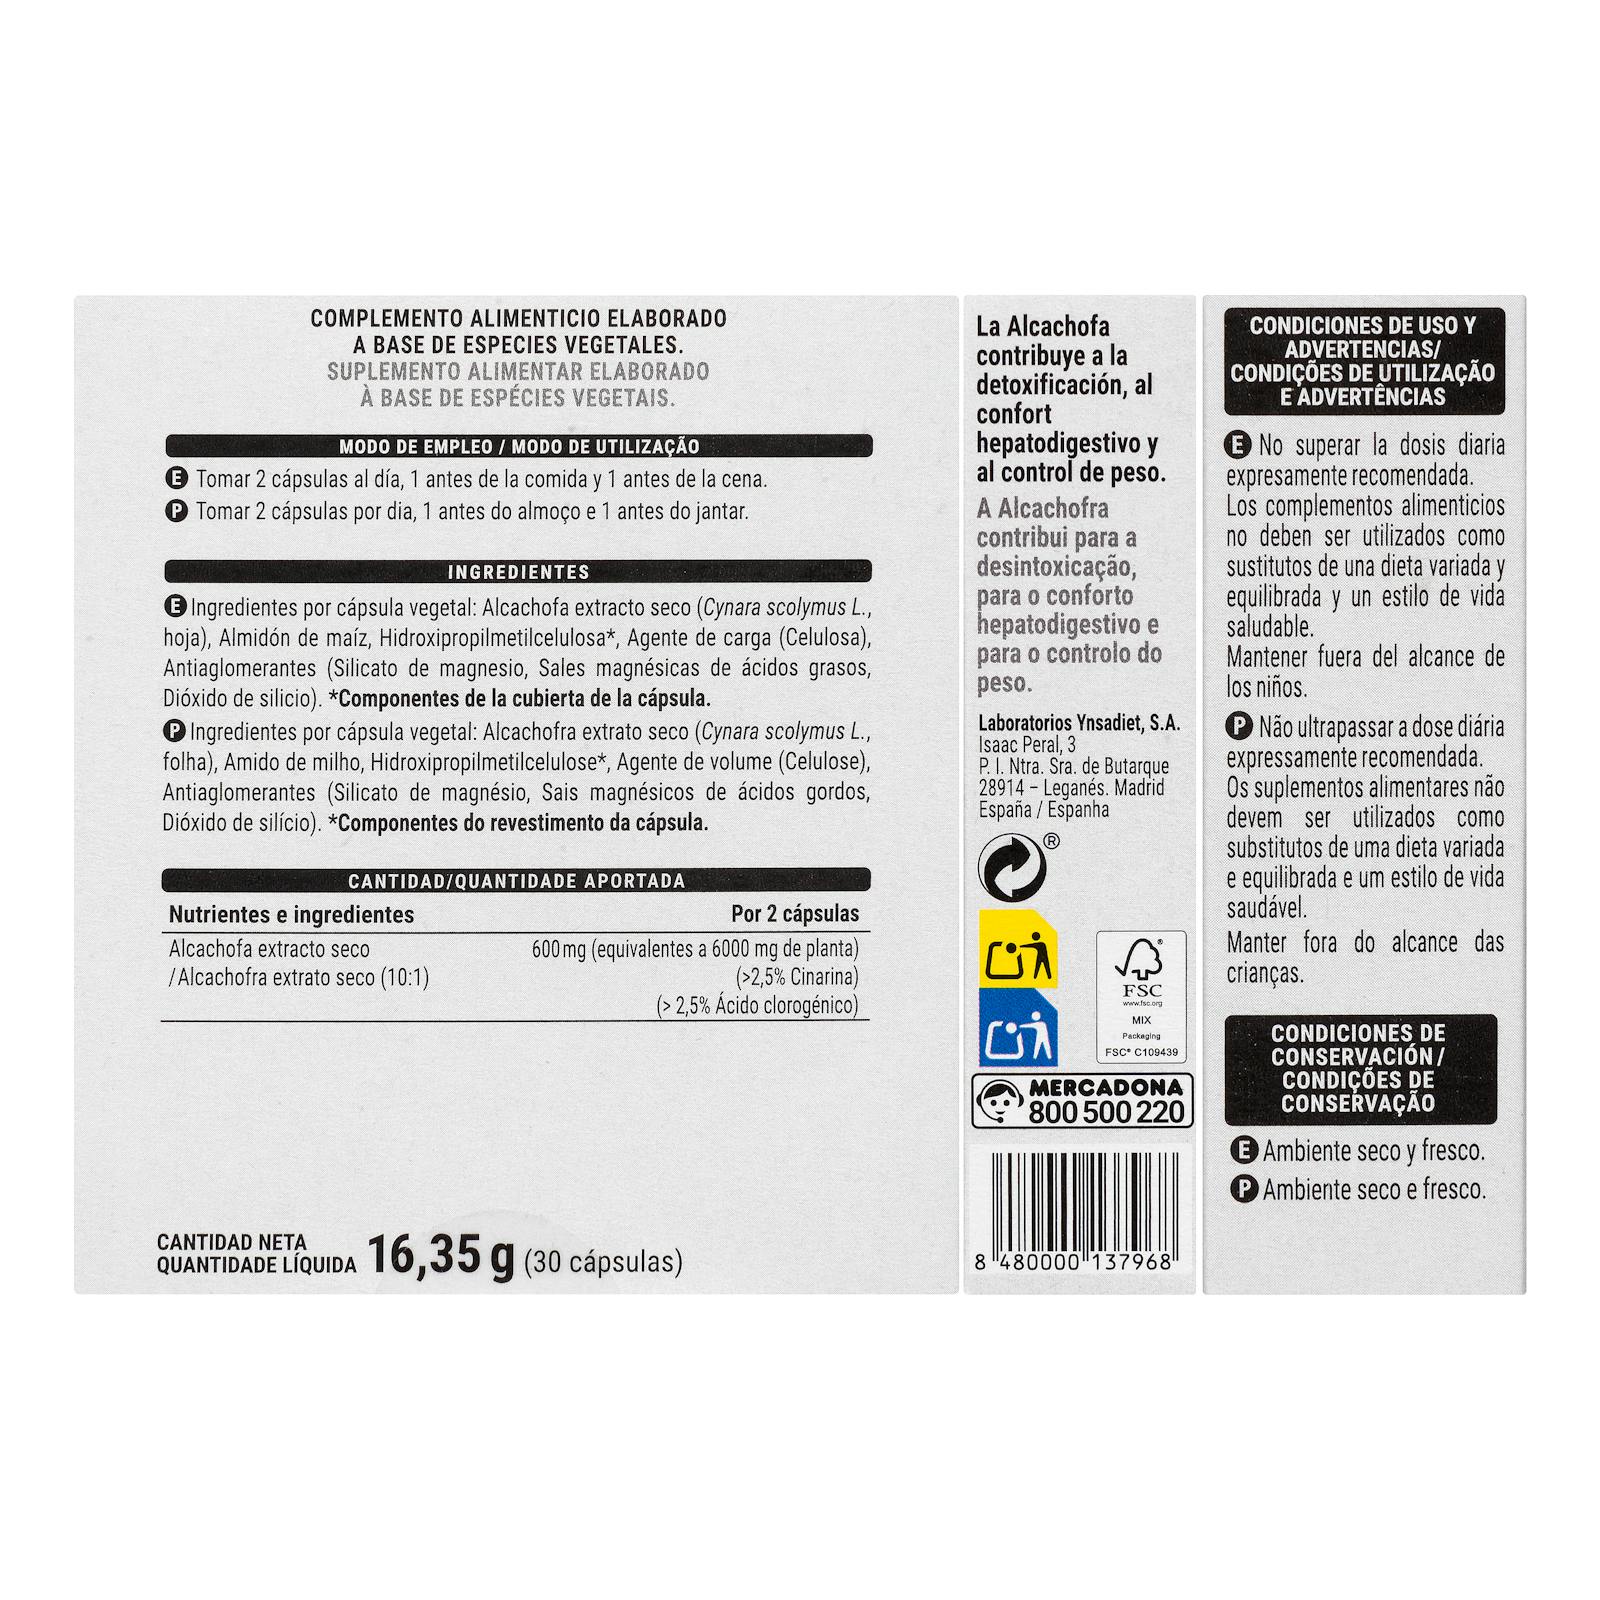 COMPLEMENTO ALIMENTICIO ELABORADO
A BASE DE ESPECIES VEGETALES.
SUPLEMENTO ALIMENTAR ELABORADO
À BASE DE ESPÉCIES VEGETAIS.
MODO DE EMPLEO / MODO DE UTILIZAÇÃO
E Tomar 2 cápsulas al día, 1 antes de la comida y 1 antes de la cena.
P Tomar 2 cápsulas por dia, 1 antes do almoço e 1 antes do jantar.
INGREDIENTES
E Ingredientes por cápsula vegetal: Alcachofa extracto seco (Cynara scolymus L.,
hoja), Almidón de maíz, Hidroxipropilmetilcelulosa*, Agente de carga (Celulosa),
Antiaglomerantes (Silicato de magnesio, Sales magnésicas de ácidos grasos,
Dióxido de silicio). *Componentes de la cubierta de la cápsula.
P Ingredientes por cápsula vegetal: Alcachofra extrato seco (Cynara scolymus L.,
folha), Amido de milho, Hidroxipropilmetilcelulose*, Agente de volume (Celulose),
Antiaglomerantes (Silicato de magnésio, Sais magnésicos de ácidos gordos,
Dióxido de silício). *Componentes do revestimento da cápsula.
CANTIDAD/QUANTIDADE APORTADA
Nutrientes e ingredientes Por 2 cápsulas
Alcachofa extracto seco 600 mg (equivalentes a 6000 mg de planta)
/Alcachofra extrato seco (10:1) (>2,5% Cinarina)
(> 2,5% Ácido clorogénico)
CANTIDAD NETA
QUANTIDADE LÍQUIDA 16,35 g (30 cápsulas)
La Alcachofa
contribuye a la
detoxificación, al
confort
hepatodigestivo y
al control de peso.
A Alcachofra
contribui para a
desintoxicação,
para o conforto
hepatodigestivo e
para o controlo do
peso.
Laboratorios Ynsadiet, S.A.
Isaac Peral, 3
P. I. Ntra. Sra. de Butarque
28914 – Leganés. Madrid
España / Espanha
®
FSC
www.fsc.org
MIX
Packaging
FSC® C109439
MERCADONA
800 500 220
8 480000 137968
CONDICIONES DE USO Y
ADVERTENCIAS/
CONDIÇÕES DE UTILIZAÇÃO
E ADVERTÊNCIAS
E No superar la dosis diaria
expresamente recomendada.
Los complementos alimenticios
no deben ser utilizados como
sustitutos de una dieta variada y
equilibrada y un estilo de vida
saludable.
Mantener fuera del alcance de
los niños.
P Não ultrapassar a dose diária
expressamente recomendada.
Os suplementos alimentares não
devem ser utilizados como
substitutos de uma dieta variada
e equilibrada e um estilo de vida
saudável.
Manter fora do alcance das
crianças.
CONDICIONES DE
CONSERVACIÓN /
CONDIÇÕES DE
CONSERVAÇÃO
E Ambiente seco y fresco.
P Ambiente seco e fresco.